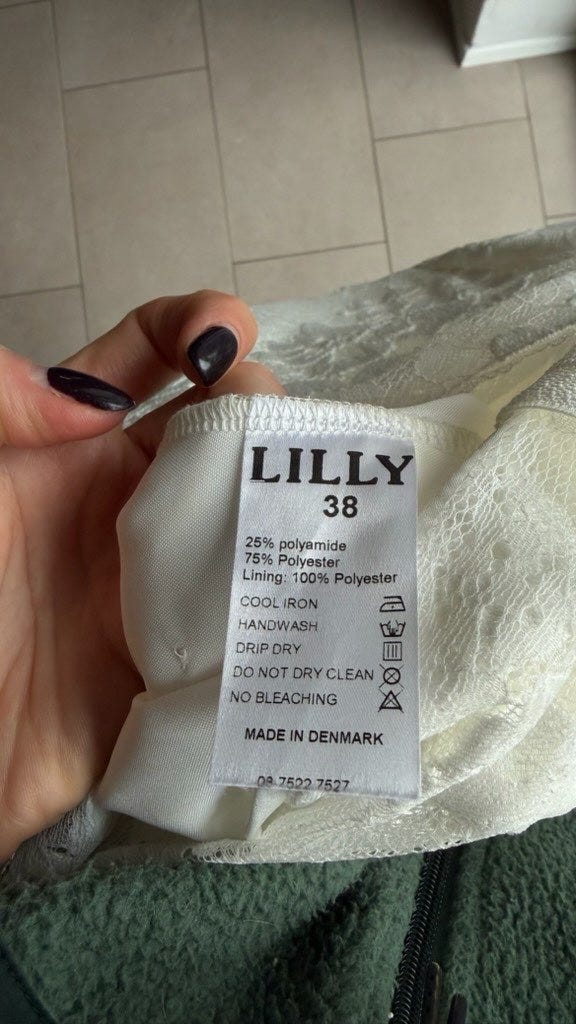 LILLY
38
25% polyamide
75% Polyester
Lining: 100% Polyester
COOL IRON
HANDWASH
DRIP DRY
DO NOT DRY CLEAN
NO BLEACHING
MADE IN DENMARK
08 7522 7527